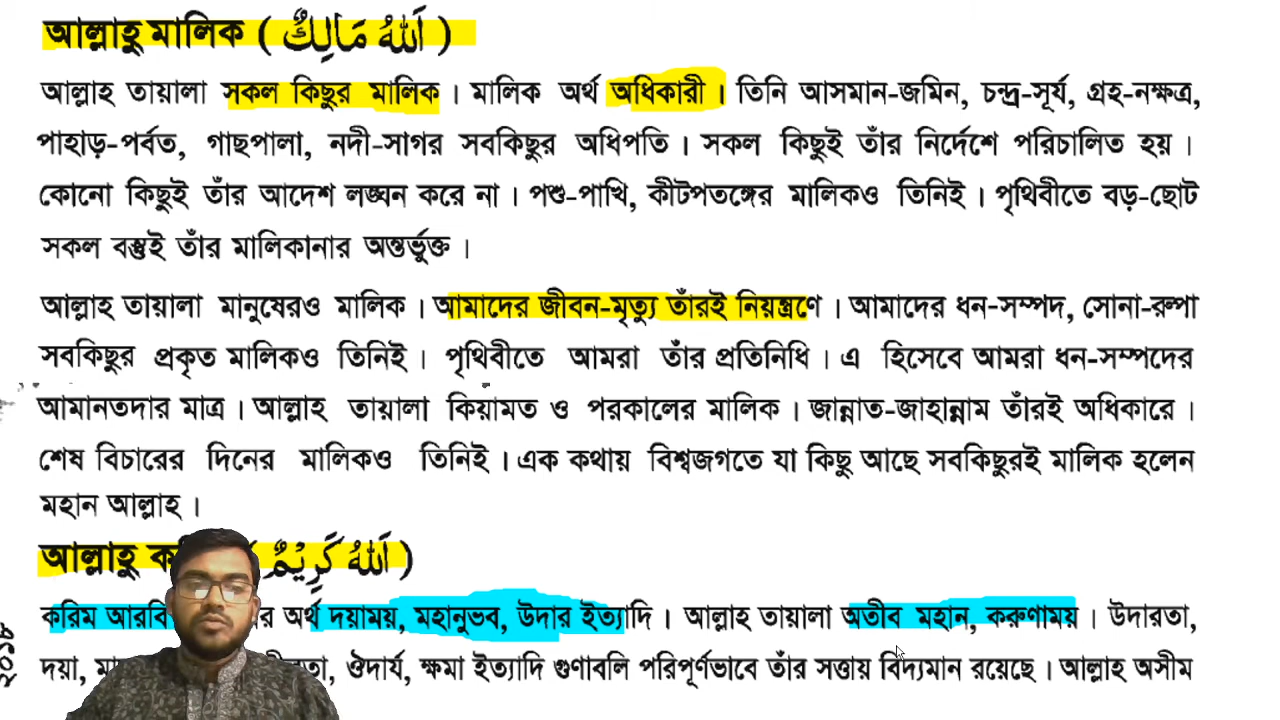 আল্লাহু মালিক ( اَللّٰهُ مَالِكٌ )
আল্লাহ তায়ালা সকল কিছুর মালিক । মালিক অর্থ অধিকারী । তিনি আসমান-জমিন, চন্দ্র-সূর্য, গ্রহ-নক্ষত্র,
পাহাড়-পর্বত, গাছপালা, নদী-সাগর সবকিছুর অধিপতি । সকল কিছুই তাঁর নির্দেশে পরিচালিত হয় ।
কোনো কিছুই তাঁর আদেশ লঙ্ঘন করে না । পশু-পাখি, কীটপতঙ্গের মালিকও তিনিই । পৃথিবীতে বড়-ছোট
সকল বস্তুই তাঁর মালিকানার অন্তর্ভুক্ত ।
আল্লাহ তায়ালা মানুষেরও মালিক । আমাদের জীবন-মৃত্যু তাঁরই নিয়ন্ত্রণে । আমাদের ধন-সম্পদ, সোনা-রুপা
সবকিছুর প্রকৃত মালিকও তিনিই । পৃথিবীতে আমরা তাঁর প্রতিনিধি । এ হিসেবে আমরা ধন-সম্পদের
আমানতদার মাত্র । আল্লাহ তায়ালা কিয়ামত ও পরকালের মালিক । জান্নাত-জাহান্নাম তাঁরই অধিকারে ।
শেষ বিচারের দিনের মালিকও তিনিই । এক কথায় বিশ্বজগতে যা কিছু আছে সবকিছুরই মালিক হলেন
মহান আল্লাহ ।
আল্লাহু اَللّٰهُ كَرِيْمٌ )
করিম অর্থ দয়াময়, মহানুভব, উদার ইত্যাদি । আল্লাহ তায়ালা অতীব মহান, করুণাময় । উদারতা,
দয়া, ঔদার্য, ক্ষমা ইত্যাদি গুণাবলি পরিপূর্ণভাবে তাঁর সত্তায় বিদ্যমান রয়েছে । আল্লাহ অসীম
২০১৮